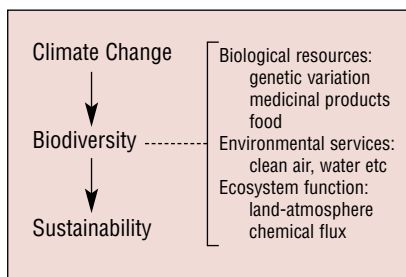 Climate Change
Biodiversity
Sustainability
Biological resources:
genetic variation
medicinal products
food
Environmental services:
clean air, water etc
Ecosystem function:
land-atmosphere
chemical flux